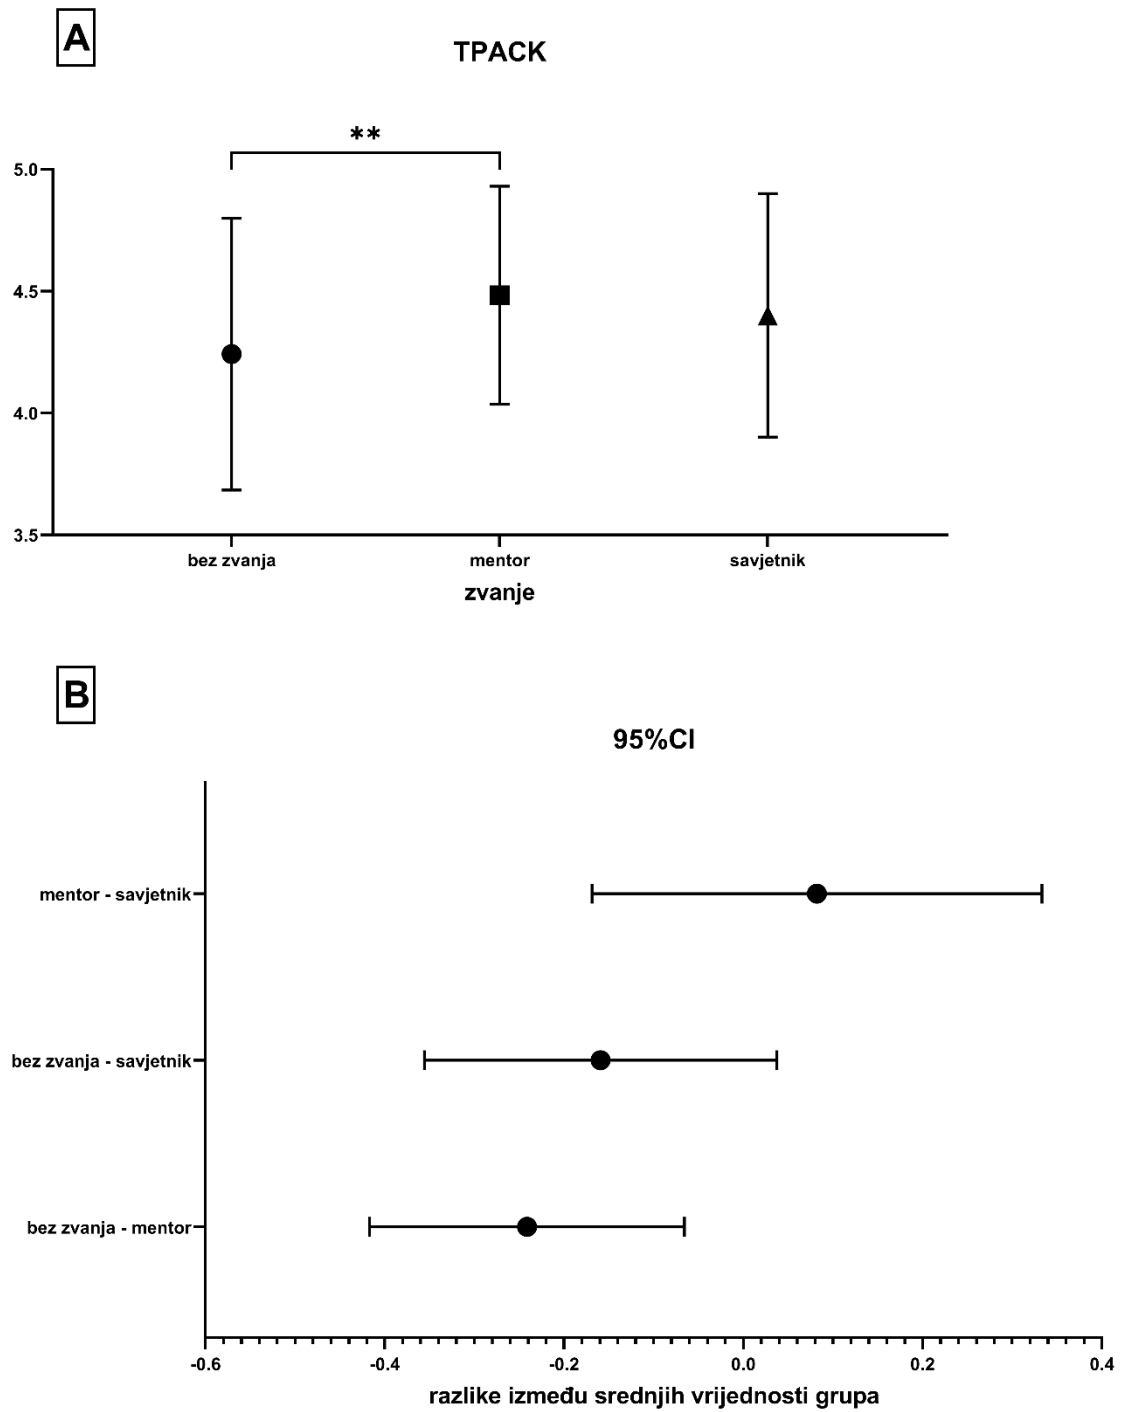 A
TPACK
**
5.0
4.5
4.0
3.5
bez zvanja mentor savjetnik
zvanje
B
95%CI
mentor - savjetnik
bez zvanja - savjetnik
bez zvanja - mentor
-0.6 -0.4 -0.2 0.0 0.2 0.4
razlike između srednjih vrijednosti grupa